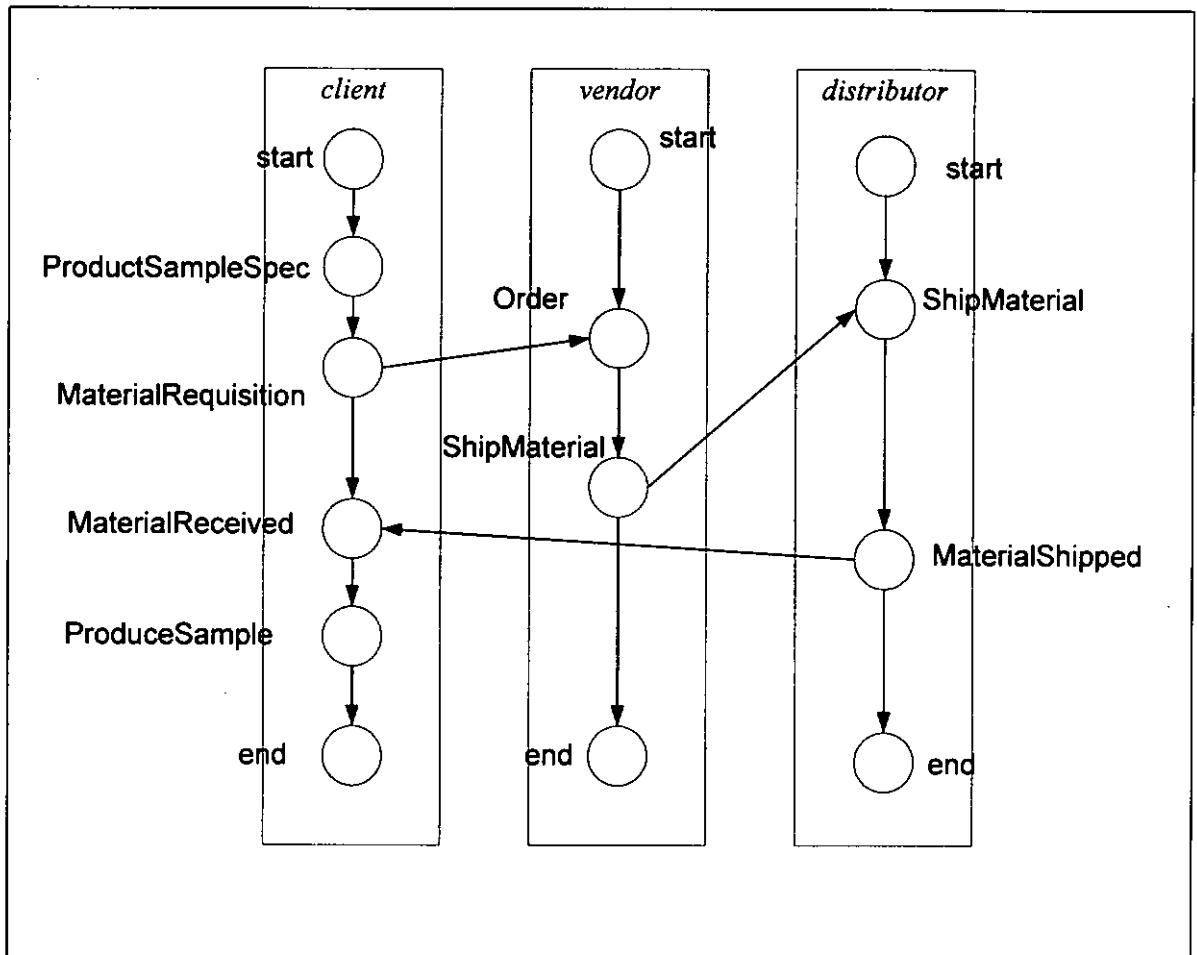 client
vendor
distributor
start
start
start
ProductSampleSpec
Order
ShipMaterial
MaterialRequisition
ShipMaterial
MaterialReceived
MaterialShipped
ProduceSample
end
end
end